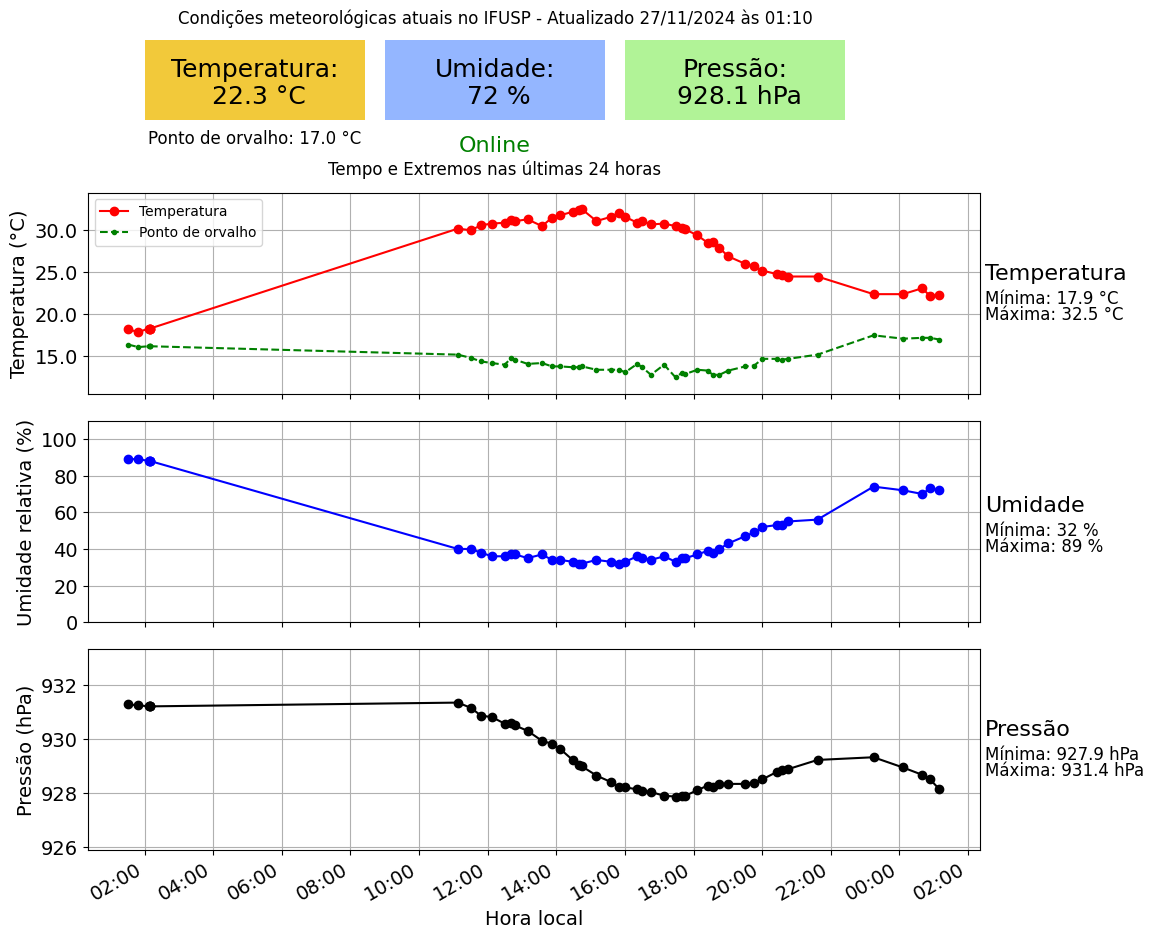 Condições meteorológicas atuais no IFUSP - Atualizado 27/11/2024 às 01:10
Temperatura:
22.3 °C
Umidade:
72 %
Pressão:
928.1 hPa
Ponto de orvalho: 17.0 °C
Online
Tempo e Extremos nas últimas 24 horas
Temperatura (°C)
30.0
25.0
20.0
15.0
Temperatura
Ponto de orvalho
Temperatura
Mínima: 17.9 °C
Máxima: 32.5 °C
Umidade relativa (%)
100
80
60
40
20
0
Umidade
Mínima: 32 %
Máxima: 89 %
Pressão (hPa)
932
930
928
926
Pressão
Mínima: 927.9 hPa
Máxima: 931.4 hPa
02:00 04:00 06:00 08:00 10:00 12:00 14:00 16:00 18:00 20:00 22:00 00:00 02:00
Hora local